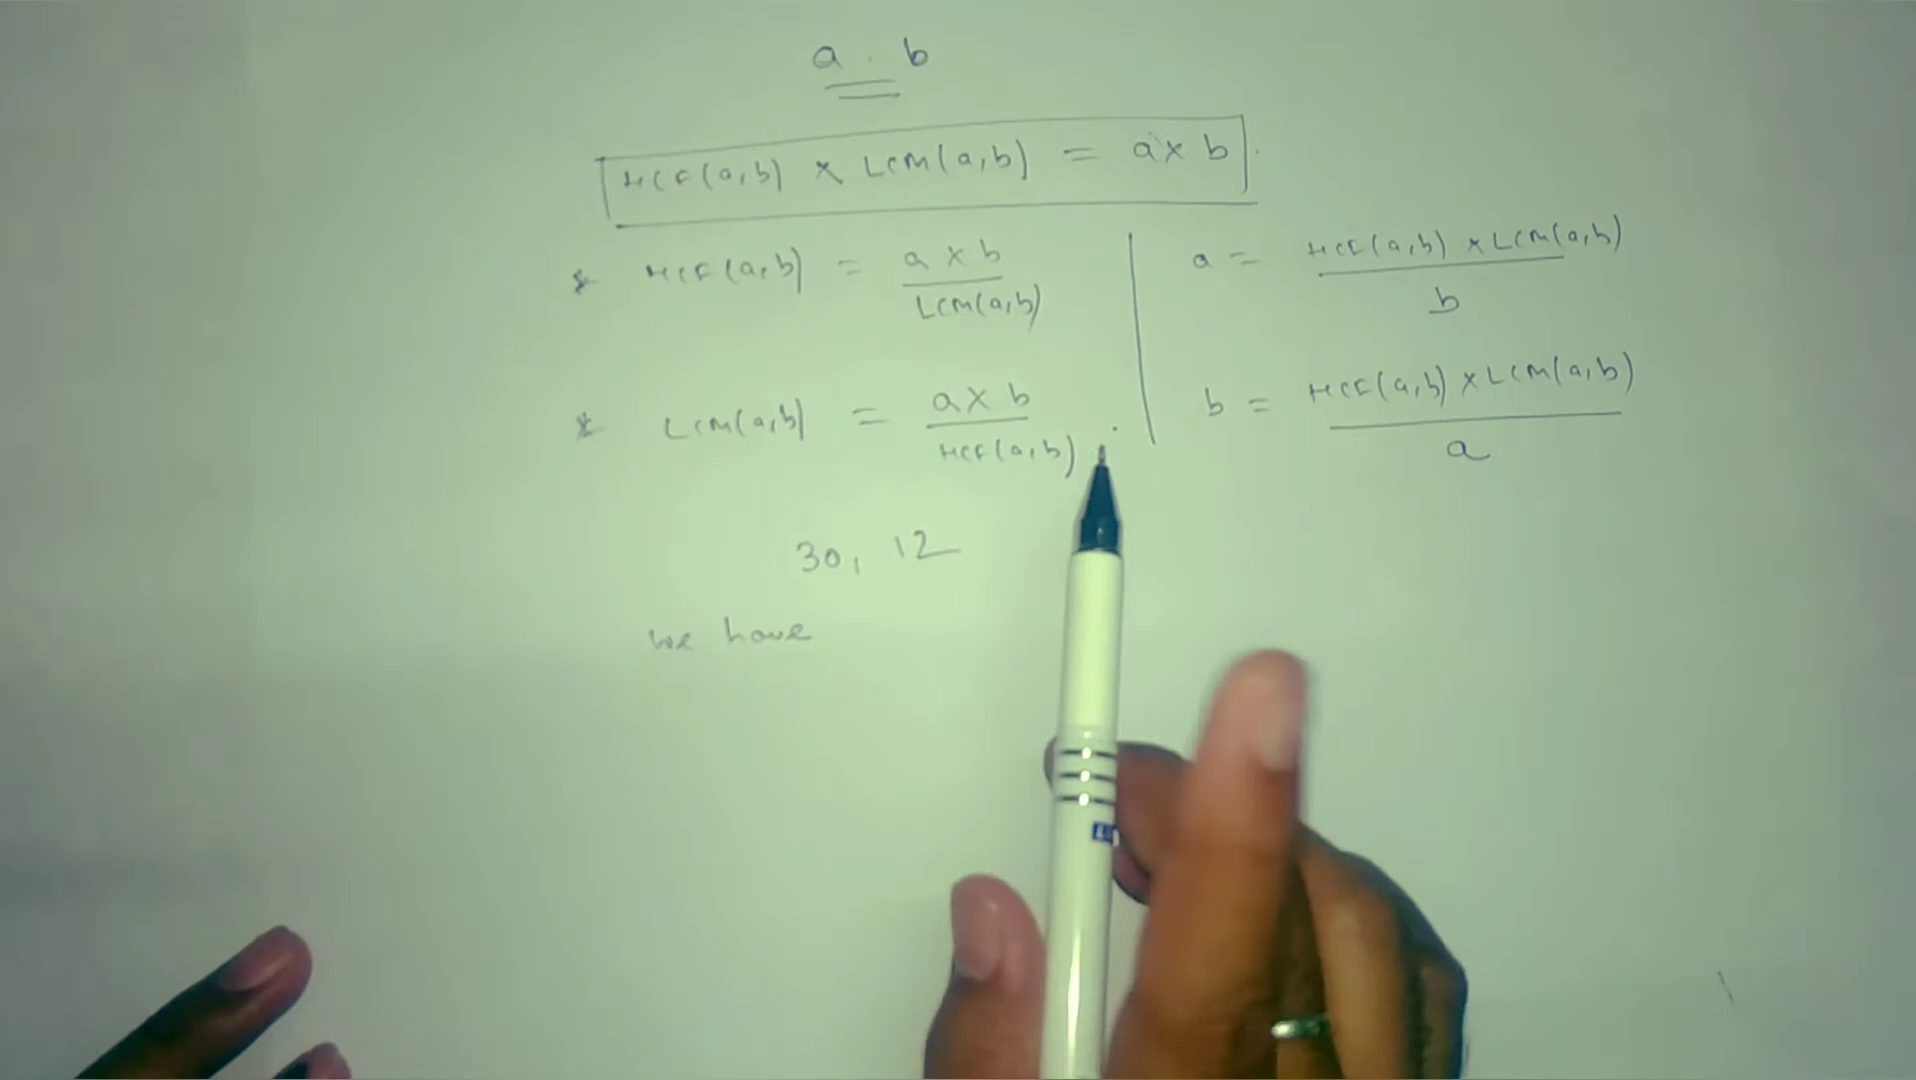 a, b
HCF(a,b) × LCM(a,b) = a × b
* HCF(a,b) = a × b / LCM(a,b)
* LCM(a,b) = a × b / HCF(a,b)
a = HCF(a,b) × LCM(a,b) / b
b = HCF(a,b) × LCM(a,b) / a
30, 12
we have